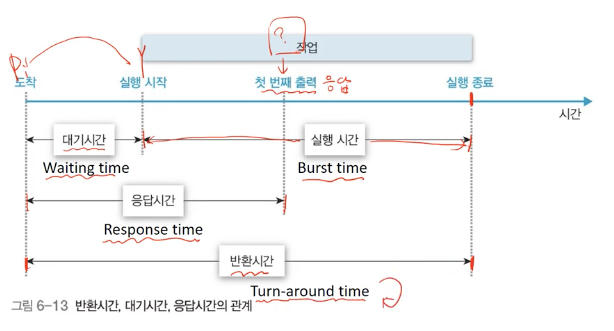 ?
작업
P1
도착 실행 시작 첫 번째 출력 응답 실행 종료
시간
대기시간 실행 시간
Waiting time Burst time
응답시간
Response time
반환시간
Turn-around time
그림 6-13 반환시간, 대기시간, 응답시간의 관계